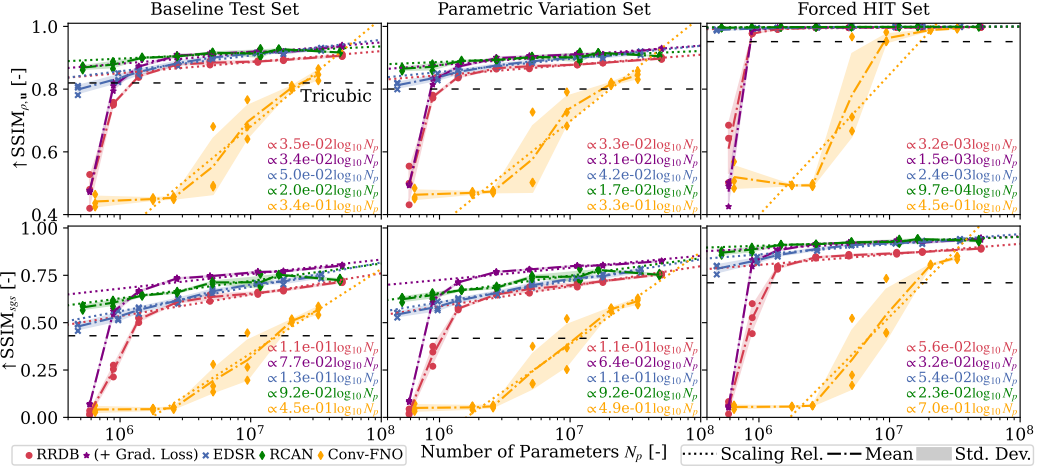 Baseline Test Set
Parametric Variation Set
Forced HIT Set
↑ SSIMρ,u [-]
1.0
0.8
0.6
0.4
Tricubic
∝3.5e-02log10 Np
∝3.4e-02log10 Np
∝5.0e-02log10 Np
∝2.0e-02log10 Np
∝3.4e-01log10 Np
∝3.3e-02log10 Np
∝3.1e-02log10 Np
∝4.2e-02log10 Np
∝1.7e-02log10 Np
∝3.3e-01log10 Np
∝3.2e-03log10 Np
∝1.5e-03log10 Np
∝2.4e-03log10 Np
∝9.7e-04log10 Np
∝4.5e-01log10 Np
↑ SSIMsgs [-]
1.00
0.75
0.50
0.25
0.00
∝1.1e-01log10 Np
∝7.7e-02log10 Np
∝1.3e-01log10 Np
∝9.2e-02log10 Np
∝4.5e-01log10 Np
∝1.1e-01log10 Np
∝6.4e-02log10 Np
∝1.1e-01log10 Np
∝9.2e-02log10 Np
∝4.9e-01log10 Np
∝5.6e-02log10 Np
∝3.2e-02log10 Np
∝5.4e-02log10 Np
∝2.3e-02log10 Np
∝7.0e-01log10 Np
10^6 10^7 10^8 10^6 10^7 10^8 10^6 10^7 10^8
RRDB (+ Grad. Loss) EDSR RCAN Conv-FNO
Number of Parameters Np [-]
Scaling Rel. Mean Std. Dev.